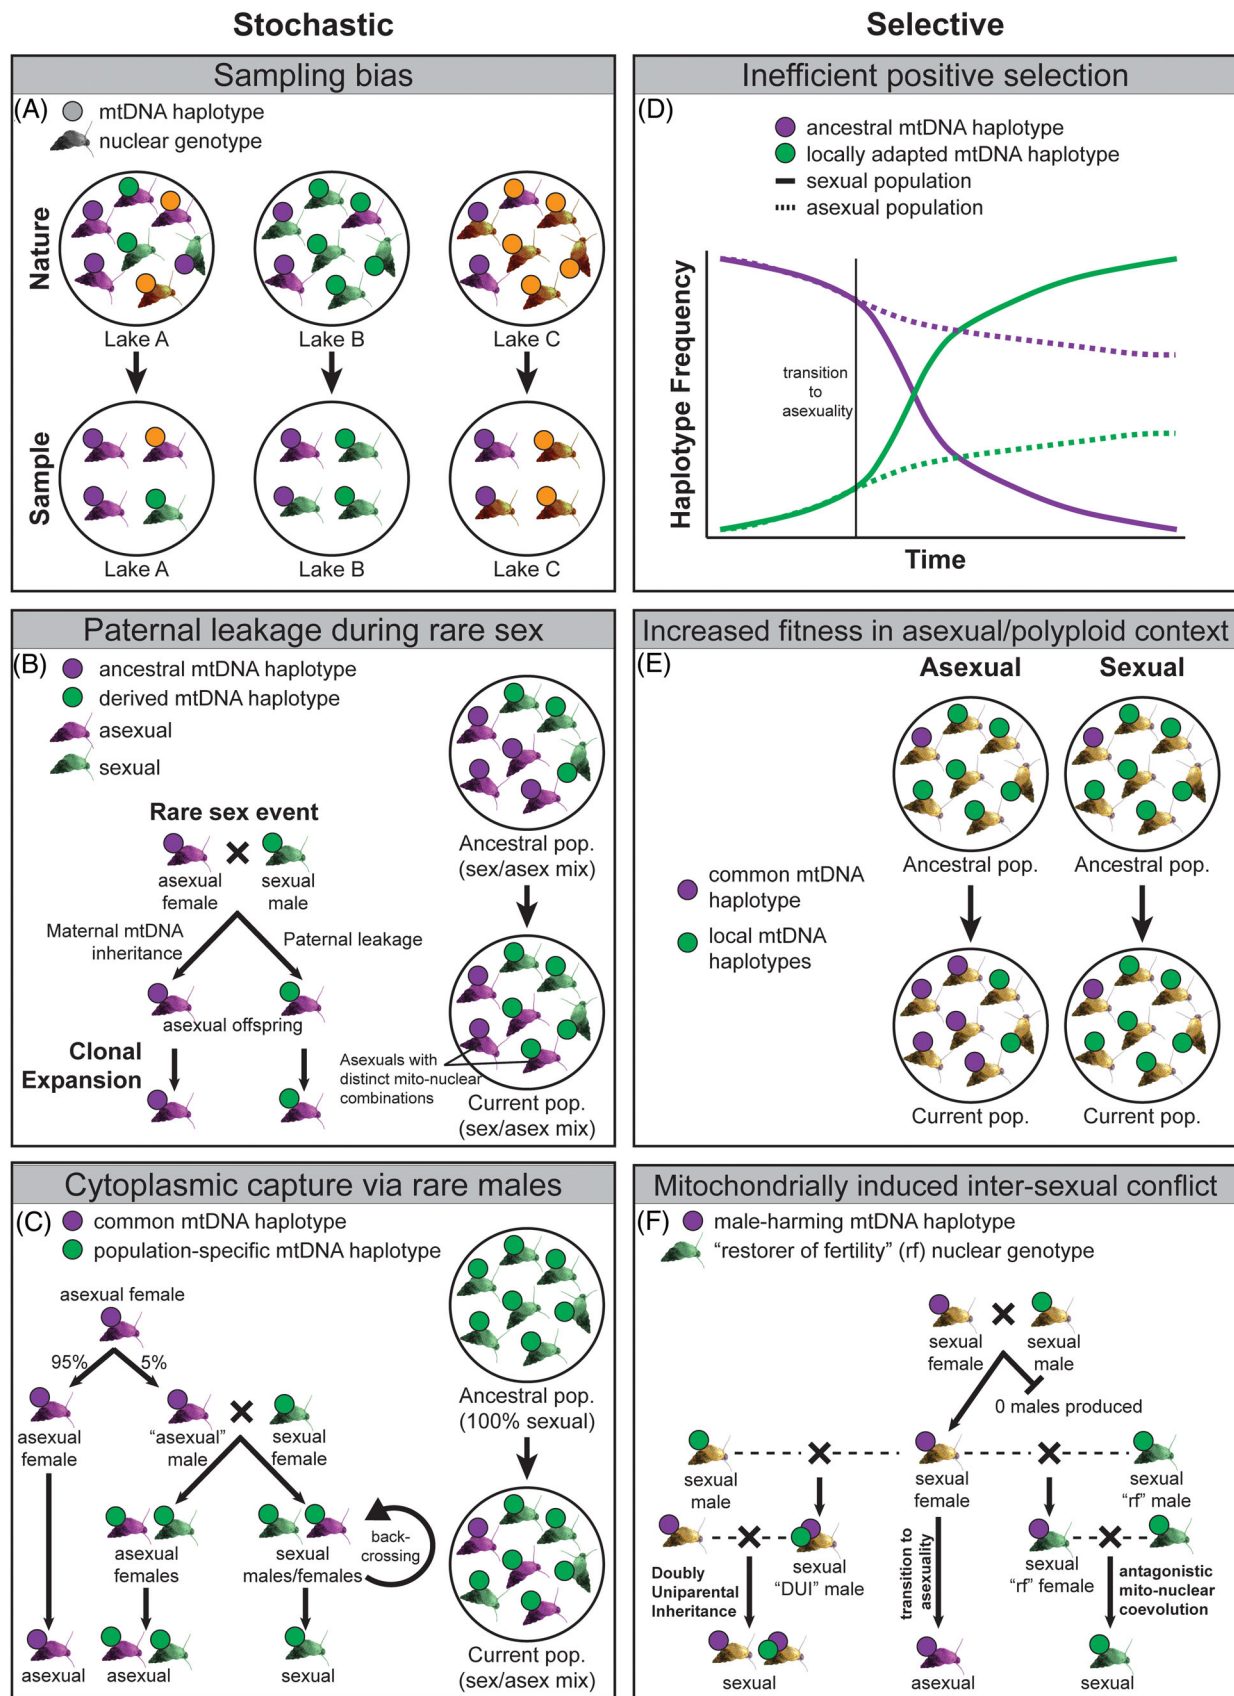 Stochastic
Selective
Sampling bias
(A)
mtDNA haplotype
nuclear genotype
Nature
Lake A
Lake B
Lake C
Sample
Lake A
Lake B
Lake C
Inefficient positive selection
(D)
ancestral mtDNA haplotype
locally adapted mtDNA haplotype
sexual population
asexual population
Haplotype Frequency
transition
to
asexuality
Time
Paternal leakage during rare sex
(B)
ancestral mtDNA haplotype
derived mtDNA haplotype
asexual
sexual
Rare sex event
asexual
female
sexual
male
Maternal mtDNA
inheritance
Paternal leakage
asexual offspring
Clonal
Expansion
Asexuals with
distinct mito-nuclear
combinations
Ancestral pop.
(sex/asex mix)
Current pop.
(sex/asex mix)
Increased fitness in asexual/polyploid context
(E)
Asexual
Sexual
Ancestral pop.
Ancestral pop.
common mtDNA
haplotype
local mtDNA
haplotypes
Current pop.
Current pop.
Cytoplasmic capture via rare males
(C)
common mtDNA haplotype
population-specific mtDNA haplotype
asexual female
95%
5%
asexual
female
"asexual"
male
sexual
female
asexual
females
sexual
males/females
back-
crossing
asexual
asexual
sexual
Ancestral pop.
(100% sexual)
Current pop.
(sex/asex mix)
Mitochondrially induced inter-sexual conflict
(F)
male-harming mtDNA haplotype
“restorer of fertility” (rf) nuclear genotype
sexual
female
sexual
male
0 males produced
sexual
male
sexual
female
sexual
“rf” male
Doubly
Uniparental
Inheritance
sexual
“DUI” male
transition to
asexuality
sexual
“rf” female
antagonistic
mito-nuclear
coevolution
sexual
asexual
sexual